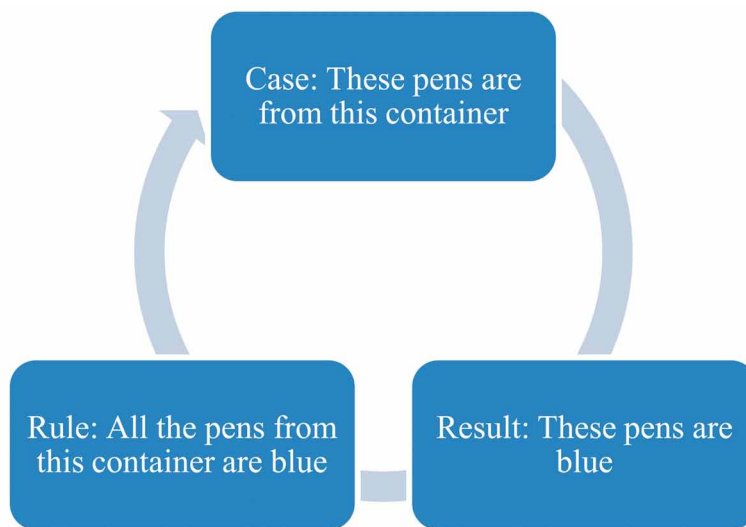 Case: These pens are
from this container
Rule: All the pens from
this container are blue
Result: These pens are
blue